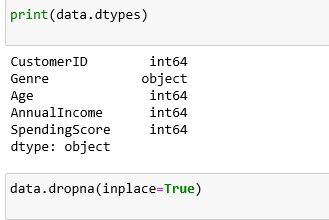 print(data.dtypes)
CustomerID        int64
Genre            object
Age               int64
AnnualIncome      int64
SpendingScore     int64
dtype: object
data.dropna(inplace=True)